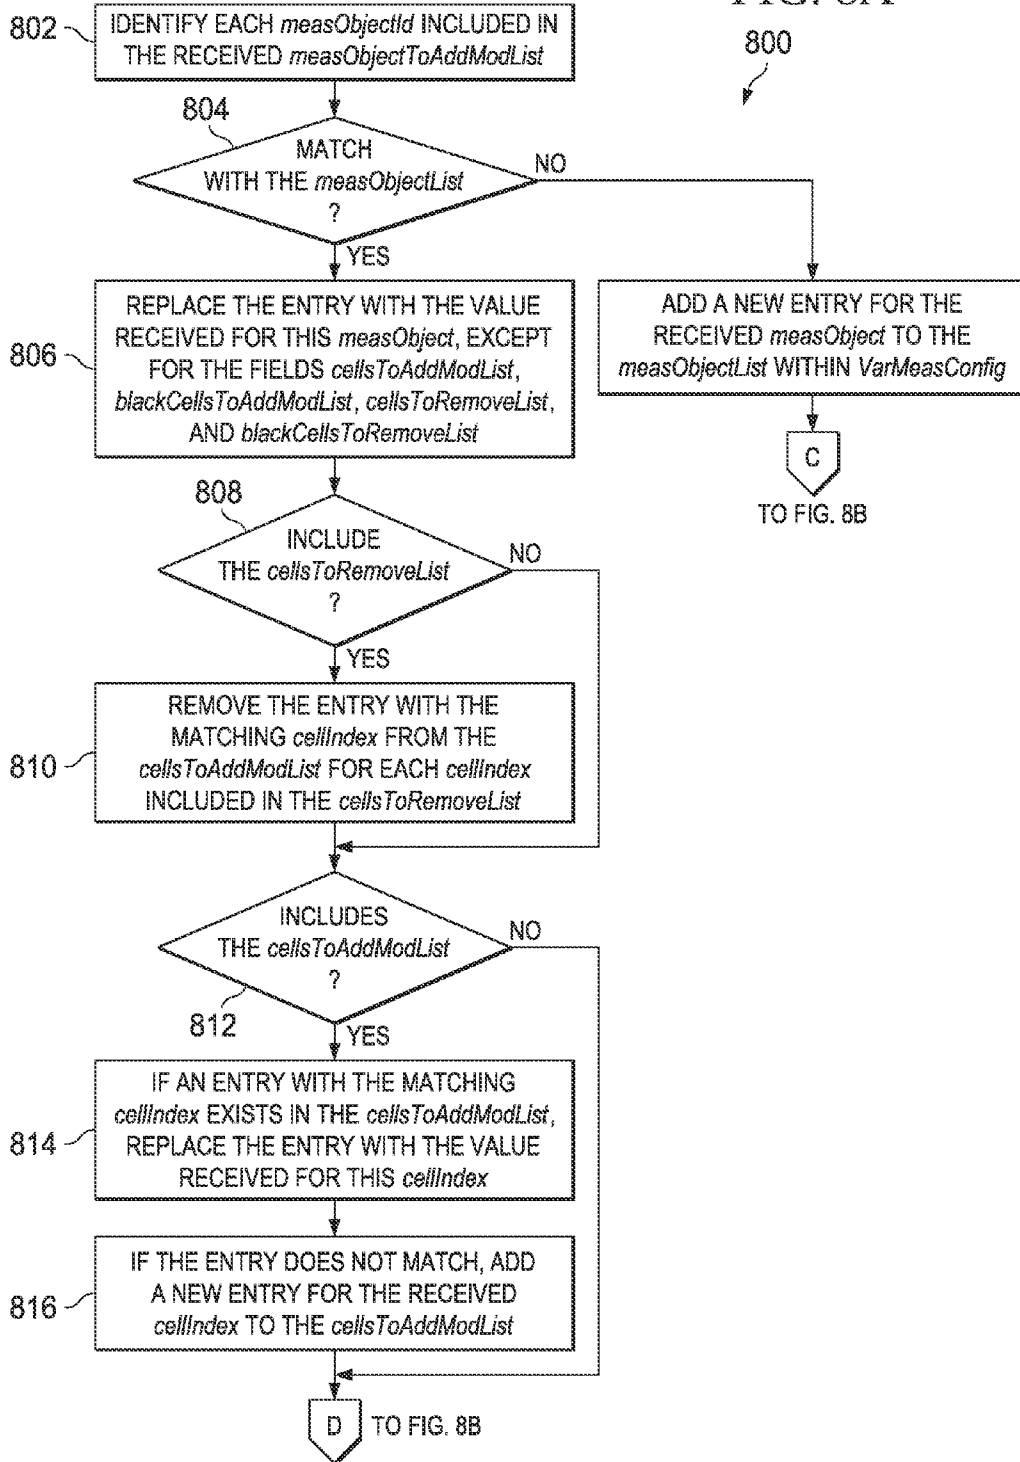 FIG. 8A
800
802
IDENTIFY EACH measObjectId INCLUDED IN
THE RECEIVED measObjectToAddModList
804
MATCH
WITH THE measObjectList
?
NO
YES
806
REPLACE THE ENTRY WITH THE VALUE
RECEIVED FOR THIS measObject, EXCEPT
FOR THE FIELDS cellsToAddModList,
blackCellsToAddModList, cellsToRemoveList,
AND blackCellsToRemoveList
ADD A NEW ENTRY FOR THE
RECEIVED measObject TO THE
measObjectList WITHIN VarMeasConfig
C
TO FIG. 8B
808
INCLUDE
THE cellsToRemoveList
?
NO
YES
810
REMOVE THE ENTRY WITH THE
MATCHING cellIndex FROM THE
cellsToAddModList FOR EACH cellIndex
INCLUDED IN THE cellsToRemoveList
INCLUDES
THE cellsToAddModList
?
NO
812
YES
814
IF AN ENTRY WITH THE MATCHING
cellIndex EXISTS IN THE cellsToAddModList,
REPLACE THE ENTRY WITH THE VALUE
RECEIVED FOR THIS cellIndex
816
IF THE ENTRY DOES NOT MATCH, ADD
A NEW ENTRY FOR THE RECEIVED
cellIndex TO THE cellsToAddModList
D
TO FIG. 8B